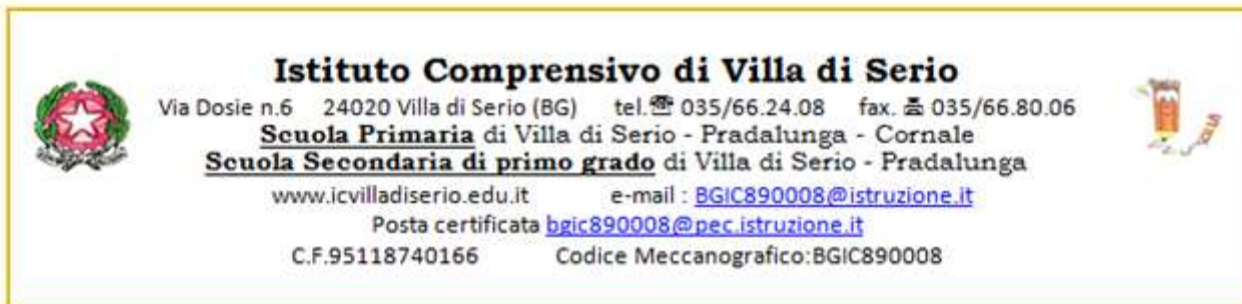 Istituto Comprensivo di Villa di Serio
Via Dosie n.6 24020 Villa di Serio (BG) tel.☎ 035/66.24.08 fax. 035/66.80.06
Scuola Primaria di Villa di Serio - Pradalunga - Cornale
Scuola Secondaria di primo grado di Villa di Serio - Pradalunga
www.icvilladiserio.edu.it e-mail : BGIC890008@istruzione.it
Posta certificata bgic890008@pec.istruzione.it
C.F.95118740166 Codice Meccanografico:BGIC890008